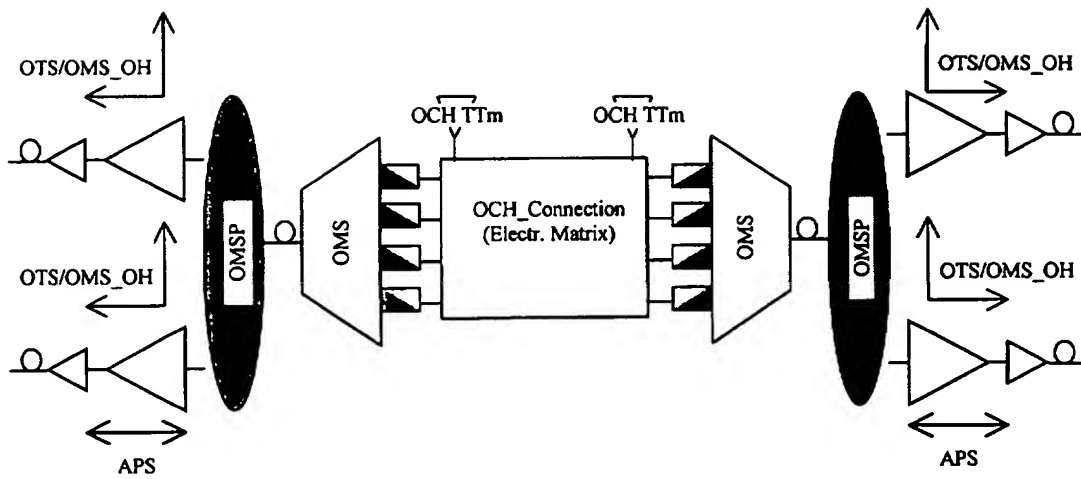 OTS/OMS_OH
OTS/OMS_OH
OCH TTm
OCH TTm
OMSP
OMS
OCH_Connection
(Electr. Matrix)
OMS
OMSP
OTS/OMS_OH
OTS/OMS_OH
APS
APS